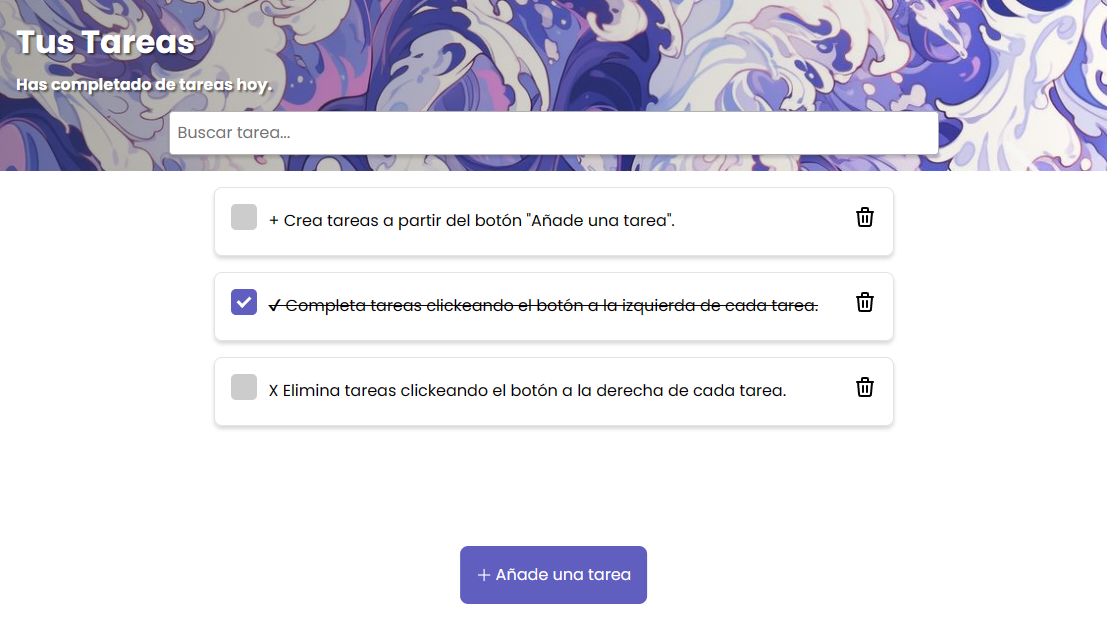 Tus Tareas
Has completado de tareas hoy.
Buscar tarea...
+ Crea tareas a partir del botón "Añade una tarea".
✓ Completa tareas clickeando el botón a la izquierda de cada tarea.
X Elimina tareas clickeando el botón a la derecha de cada tarea.
+ Añade una tarea